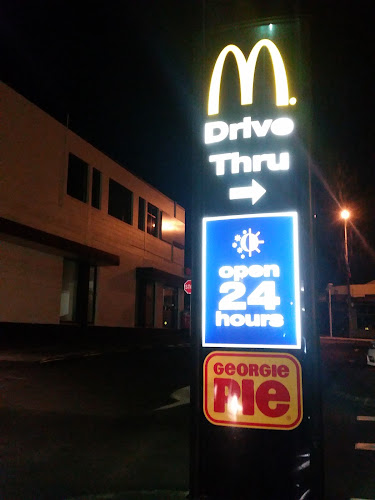 Drive
Thru
open
24
hours
GEORGIE
PIE